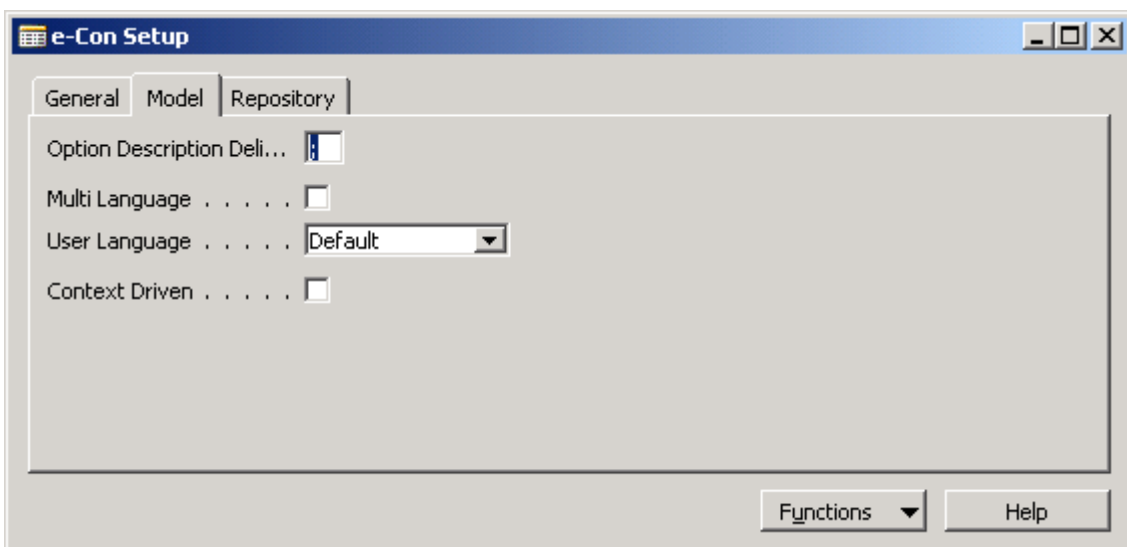 e-Con Setup
General Model Repository
Option Description Deli... ;
Multi Language . . . . .
User Language . . . . . Default
Context Driven . . . . .
Functions Help